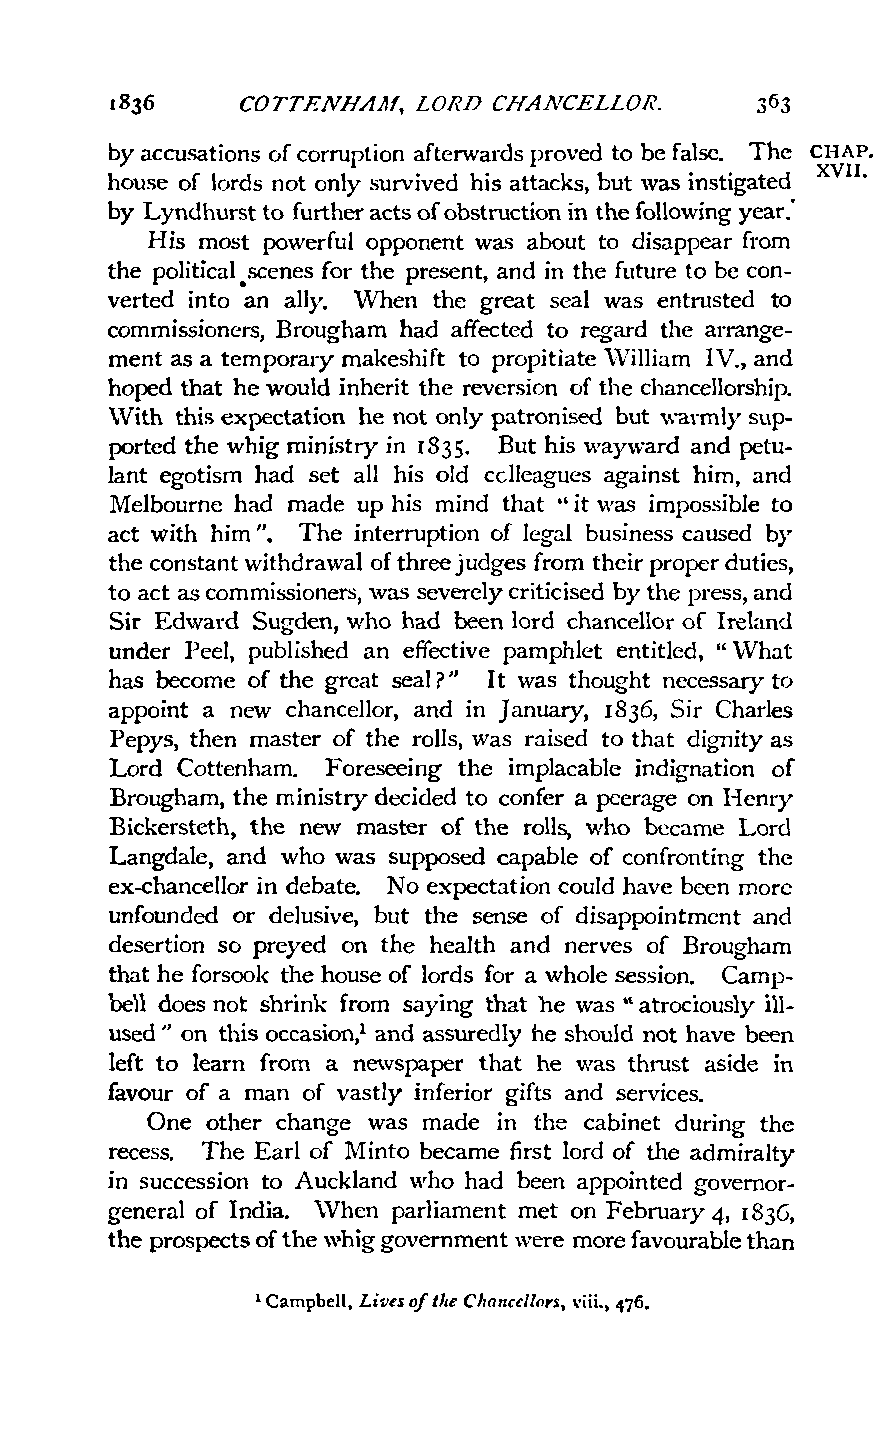 1836 COTTENHAM, LORD CHANCELLOR. 363
by accusations of corruption afterwards proved to be false. The CHAP.
house of lords not only survived his attacks, but was instigated XVII.
by Lyndhurst to further acts of obstruction in the following year.
His most powerful opponent was about to disappear from
the political scenes for the present, and in the future to be con-
verted into an ally. When the great seal was entrusted to
commissioners, Brougham had affected to regard the arrange-
ment as a temporary makeshift to propitiate William IV., and
hoped that he would inherit the reversion of the chancellorship.
With this expectation he not only patronised but warmly sup-
ported the whig ministry in 1835. But his wayward and petu-
lant egotism had set all his old colleagues against him, and
Melbourne had made up his mind that "it was impossible to
act with him". The interruption of legal business caused by
the constant withdrawal of three judges from their proper duties,
to act as commissioners, was severely criticised by the press, and
Sir Edward Sugden, who had been lord chancellor of Ireland
under Peel, published an effective pamphlet entitled, "What
has become of the great seal?" It was thought necessary to
appoint a new chancellor, and in January, 1836, Sir Charles
Pepys, then master of the rolls, was raised to that dignity as
Lord Cottenham. Foreseeing the implacable indignation of
Brougham, the ministry decided to confer a peerage on Henry
Bickersteth, the new master of the rolls, who became Lord
Langdale, and who was supposed capable of confronting the
ex-chancellor in debate. No expectation could have been more
unfounded or delusive, but the sense of disappointment and
desertion so preyed on the health and nerves of Brougham
that he forsook the house of lords for a whole session. Camp-
bell does not shrink from saying that he was "atrociously ill-
used" on this occasion,¹ and assuredly he should not have been
left to learn from a newspaper that he was thrust aside in
favour of a man of vastly inferior gifts and services.
One other change was made in the cabinet during the
recess. The Earl of Minto became first lord of the admiralty
in succession to Auckland who had been appointed governor-
general of India. When parliament met on February 4, 1836,
the prospects of the whig government were more favourable than
¹ Campbell, Lives of the Chancellors, viii., 476.